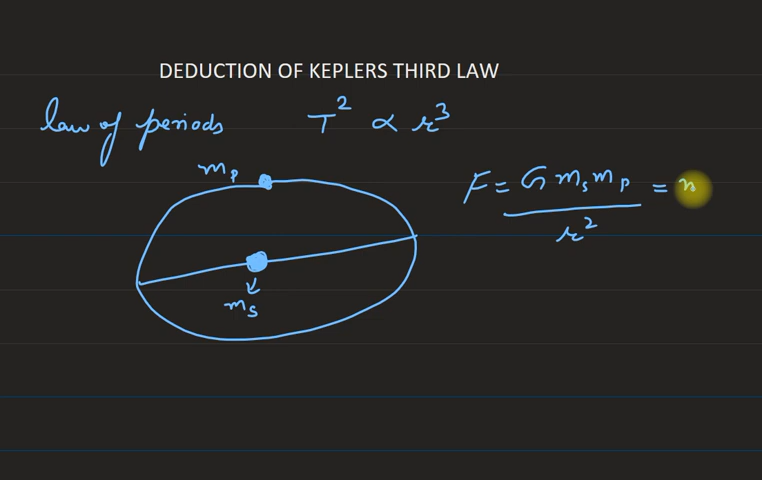 DEDUCTION OF KEPLERS THIRD LAW
law of periods T² ∝ r³
mₚ
F = G mₛ mₚ / r² = m
mₛ